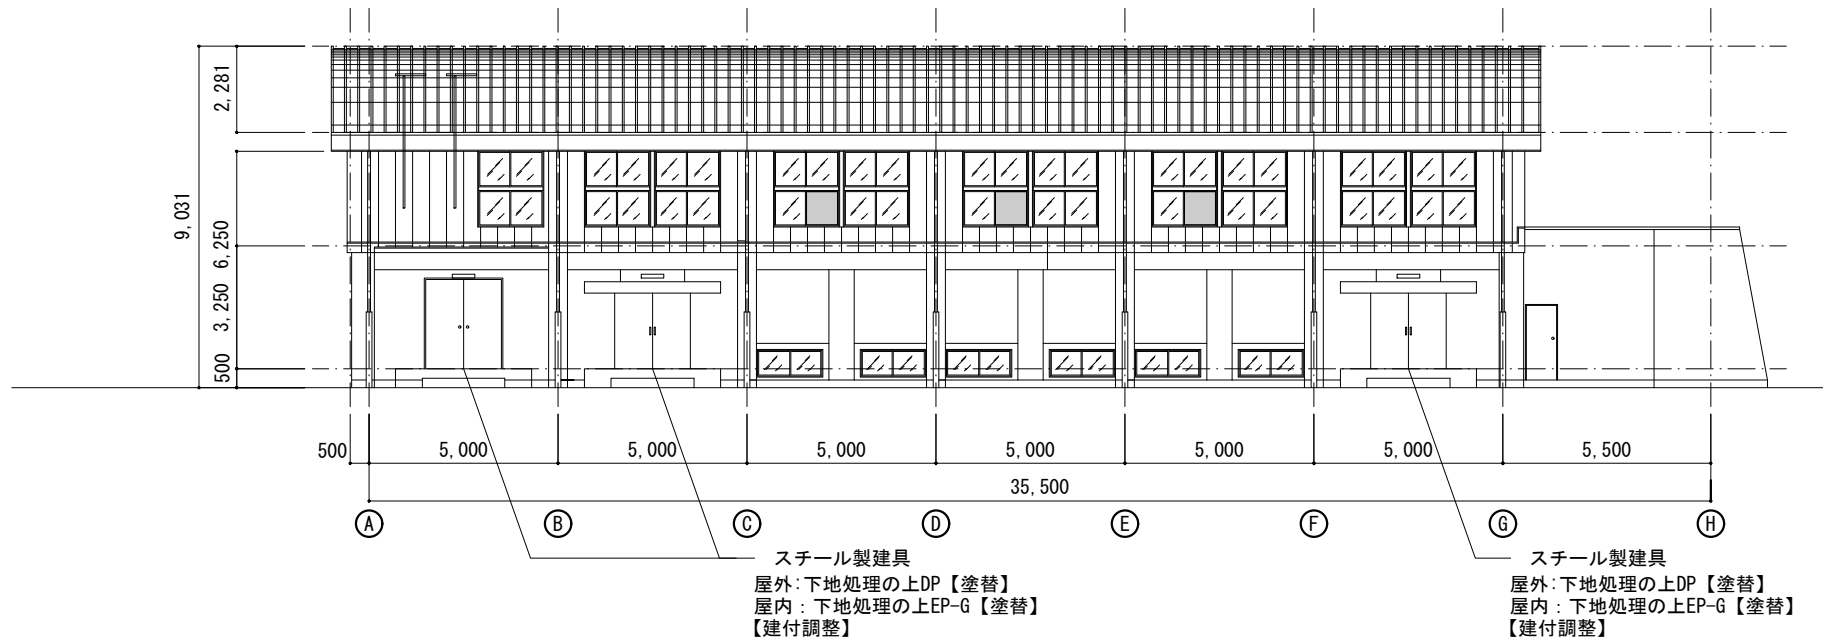 2,281
9,031
6,250
3,250
500
500
5,000
5,000
5,000
5,000
5,000
5,000
5,500
35,500
A
B
C
D
E
F
G
H
スチール製建具
屋外:下地処理の上DP【塗替】
屋内：下地処理の上EP-G【塗替】
【建付調整】
スチール製建具
屋外:下地処理の上DP【塗替】
屋内：下地処理の上EP-G【塗替】
【建付調整】